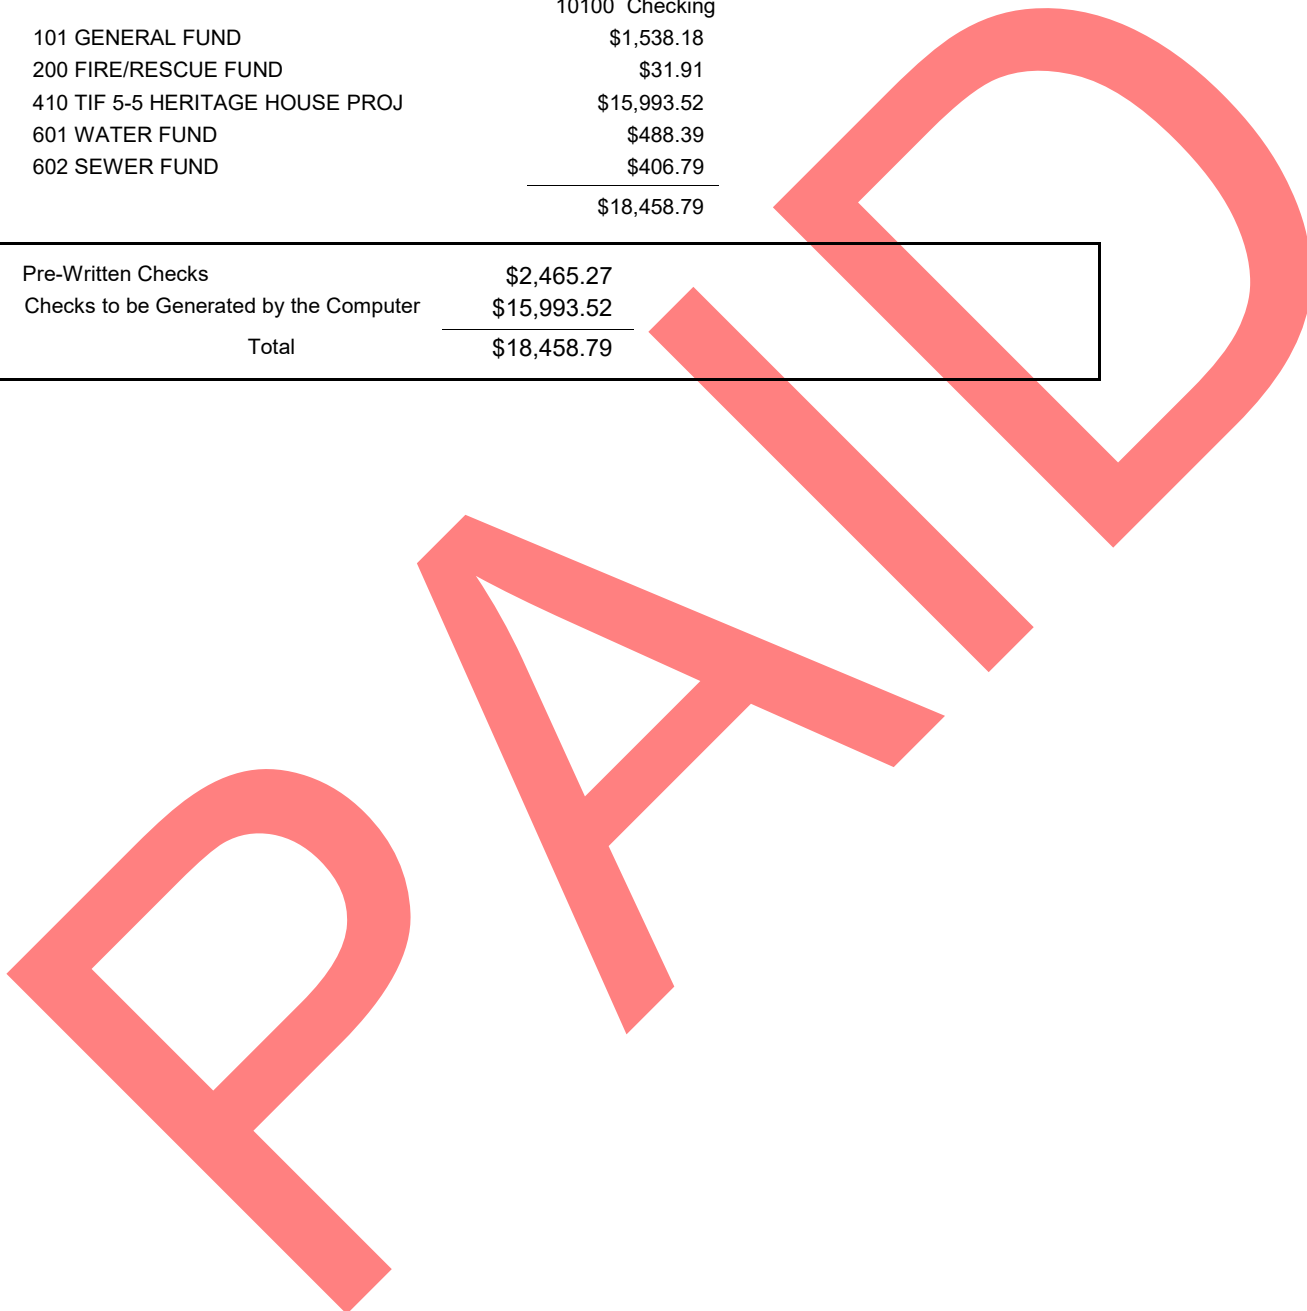 10100 Checking
101 GENERAL FUND $1,538.18
200 FIRE/RESCUE FUND $31.91
410 TIF 5-5 HERITAGE HOUSE PROJ $15,993.52
601 WATER FUND $488.39
602 SEWER FUND $406.79
$18,458.79
Pre-Written Checks $2,465.27
Checks to be Generated by the Computer $15,993.52
Total $18,458.79
PAID